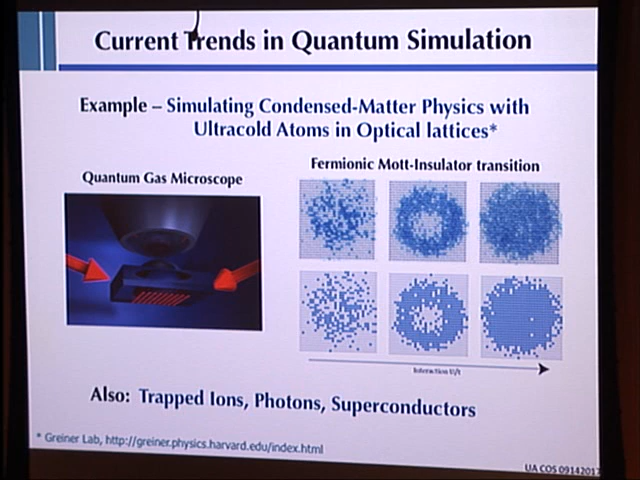 Current Trends in Quantum Simulation
Example – Simulating Condensed-Matter Physics with
Ultracold Atoms in Optical lattices*
Quantum Gas Microscope
Fermionic Mott-Insulator transition
Interaction U/t
Also: Trapped Ions, Photons, Superconductors
* Greiner Lab, http://greiner.physics.harvard.edu/index.html
UA COS 09142017